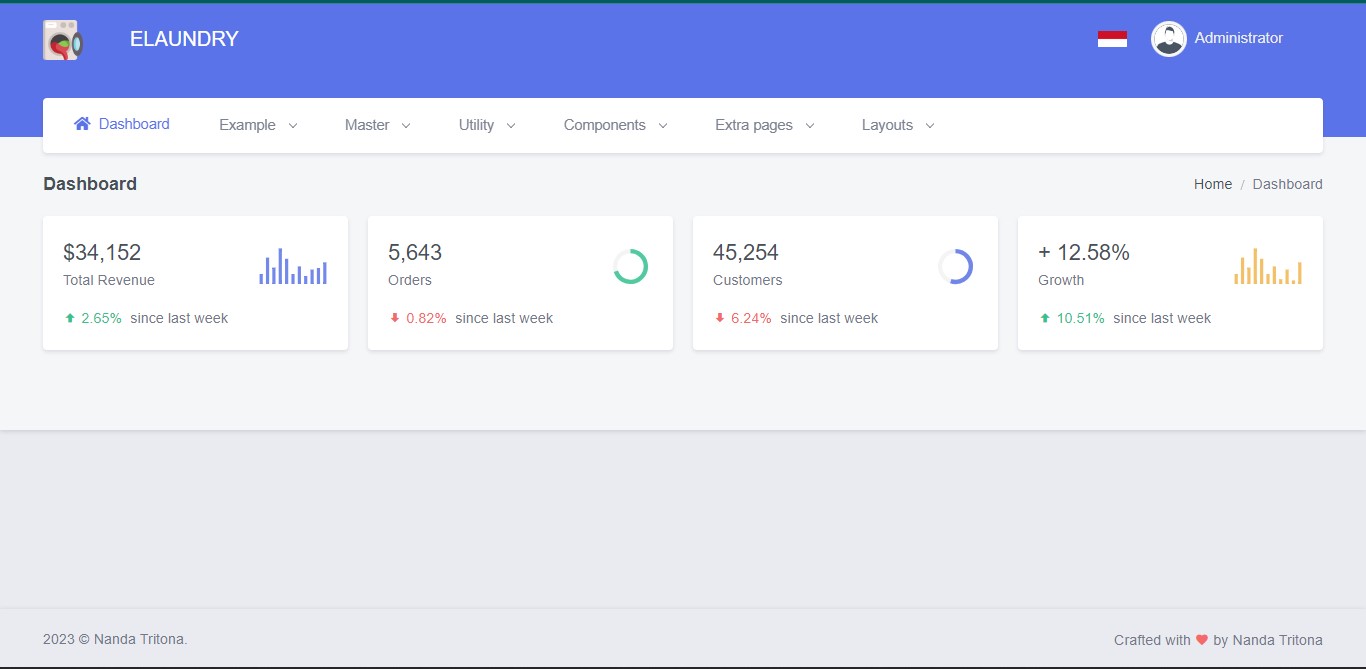 ELAUNDRY
Administrator
Dashboard Example Master Utility Components Extra pages Layouts
Dashboard
Home / Dashboard
$34,152
Total Revenue
2.65% since last week
5,643
Orders
0.82% since last week
45,254
Customers
6.24% since last week
+ 12.58%
Growth
10.51% since last week
2023 © Nanda Tritona.
Crafted with ❤ by Nanda Tritona